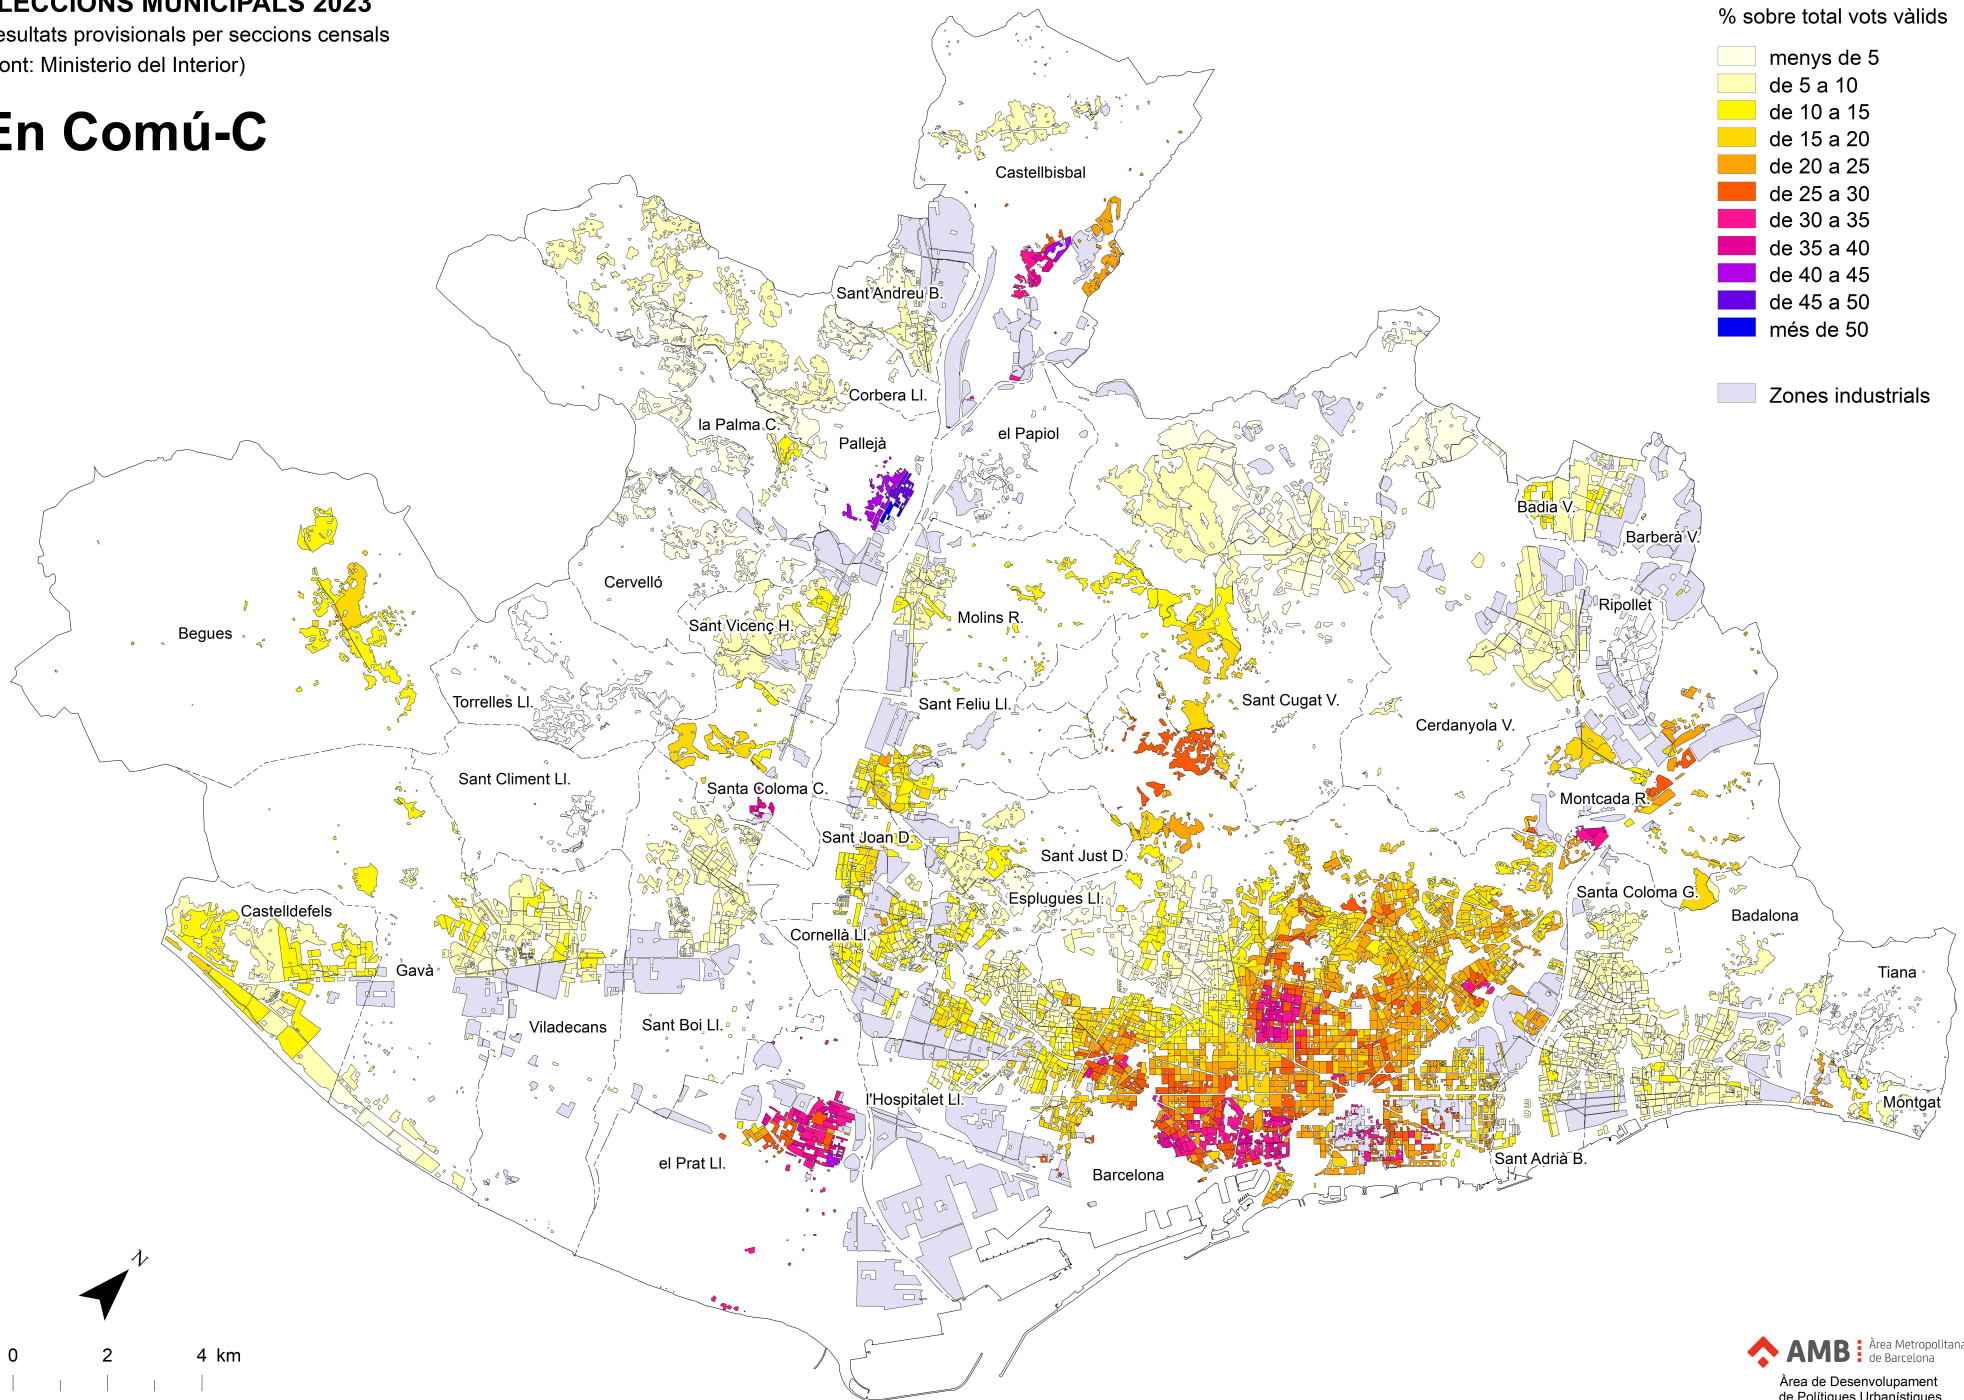 LECCIONS MUNICIPALS 2023
esultats provisionals per seccions censals
ont: Ministerio del Interior)
En Comú-C
% sobre total vots vàlids
menys de 5
de 5 a 10
de 10 a 15
de 15 a 20
de 20 a 25
de 25 a 30
de 30 a 35
de 35 a 40
de 40 a 45
de 45 a 50
més de 50
Zones industrials
Castellbisbal
Sant Andreu B.
Corbera Ll.
la Palma C.
Pallejà
el Papiol
Badia V.
Barberà V.
Cervelló
Ripollet
Begues
Sant Vicenç H.
Molins R.
Torrelles Ll.
Sant Feliu Ll.
Sant Cugat V.
Cerdanyola V.
Sant Climent Ll.
Santa Coloma C.
Montcada R.
Sant Joan D.
Sant Just D.
Santa Coloma G.
Esplugues Ll.
Castelldefels
Badalona
Cornellà Ll.
Gavà
Tiana
Viladecans
Sant Boi Ll.
l'Hospitalet Ll.
Montgat
el Prat Ll.
Barcelona
Sant Adrià B.
N
0 2 4 km
AMB
Àrea Metropolitana
de Barcelona
Àrea de Desenvolupament
de Polítiques Urbanístiques